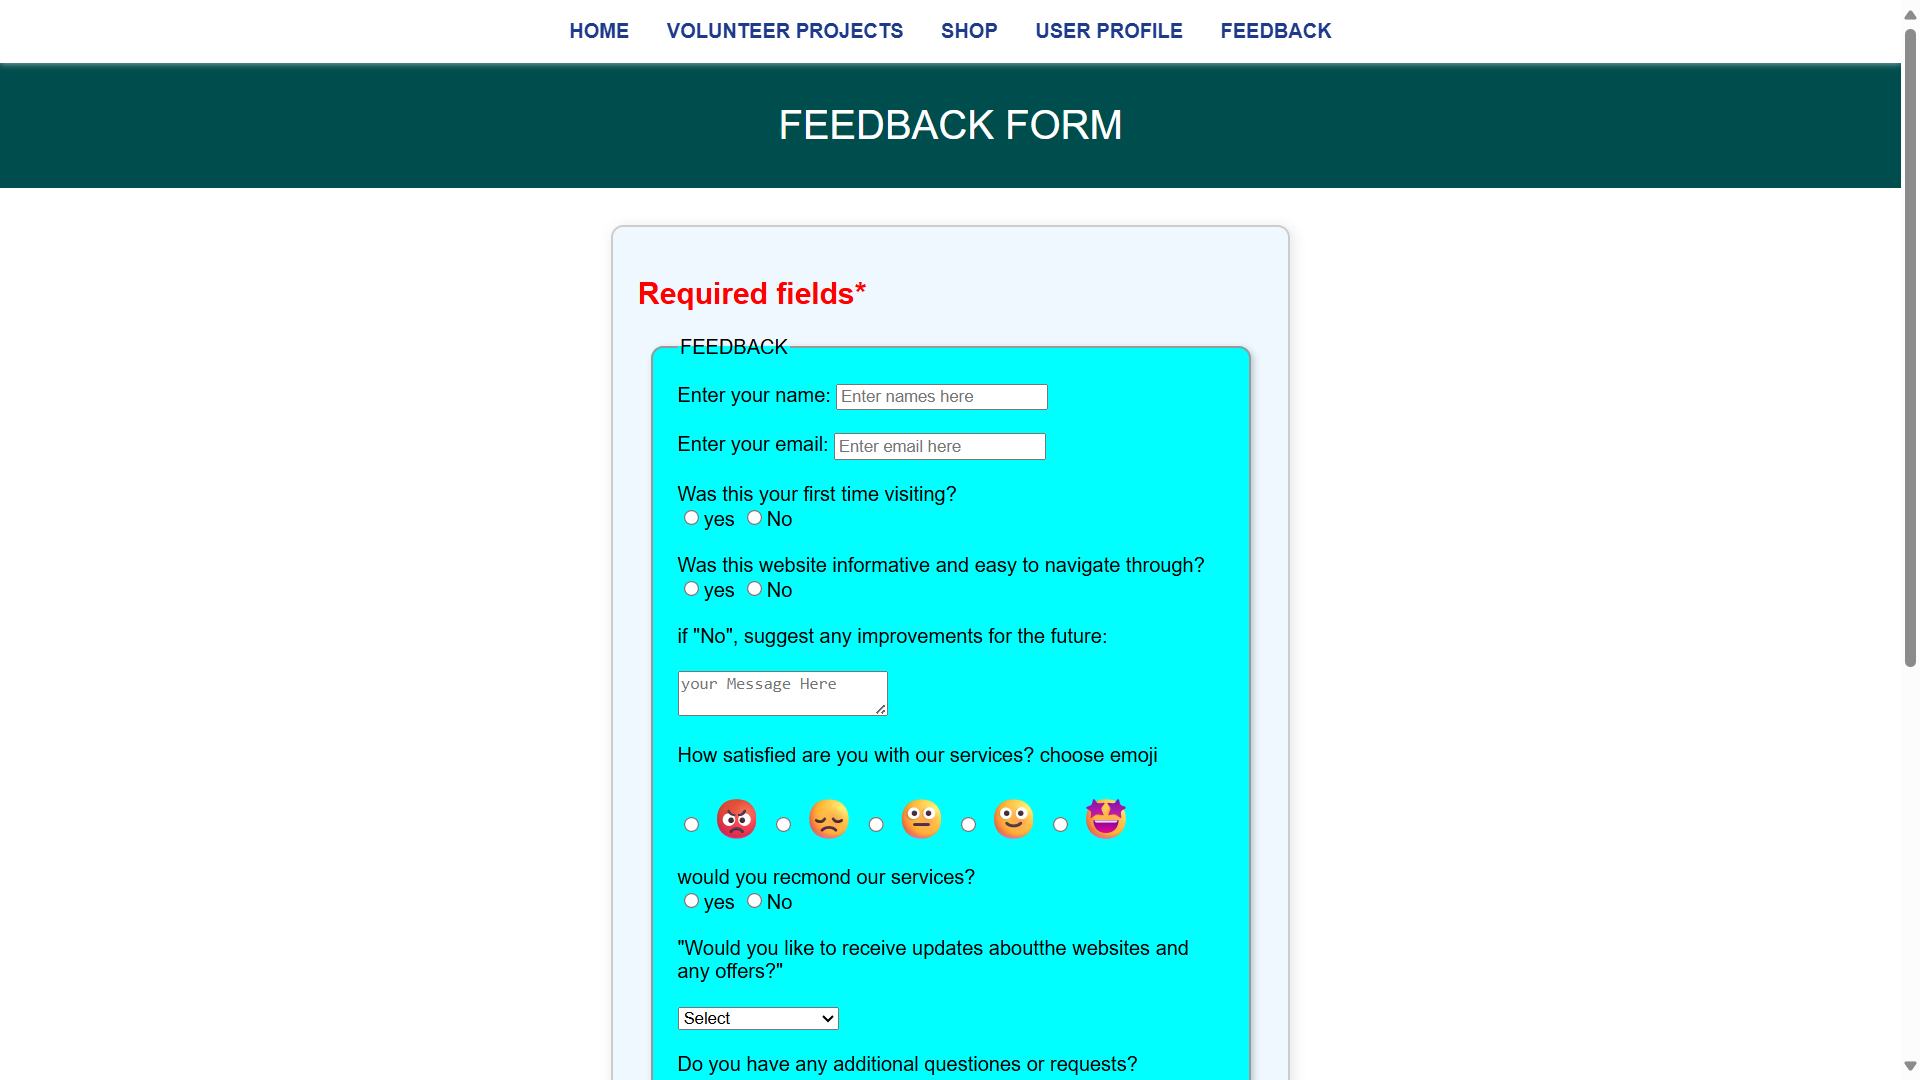 HOME VOLUNTEER PROJECTS SHOP USER PROFILE FEEDBACK
FEEDBACK FORM
Required fields*
FEEDBACK
Enter your name: Enter names here
Enter your email: Enter email here
Was this your first time visiting?
yes No
Was this website informative and easy to navigate through?
yes No
if "No", suggest any improvements for the future:
your Message Here
How satisfied are you with our services? choose emoji
would you recmond our services?
yes No
"Would you like to receive updates aboutthe websites and
any offers?"
Select
Do you have any additional questiones or requests?